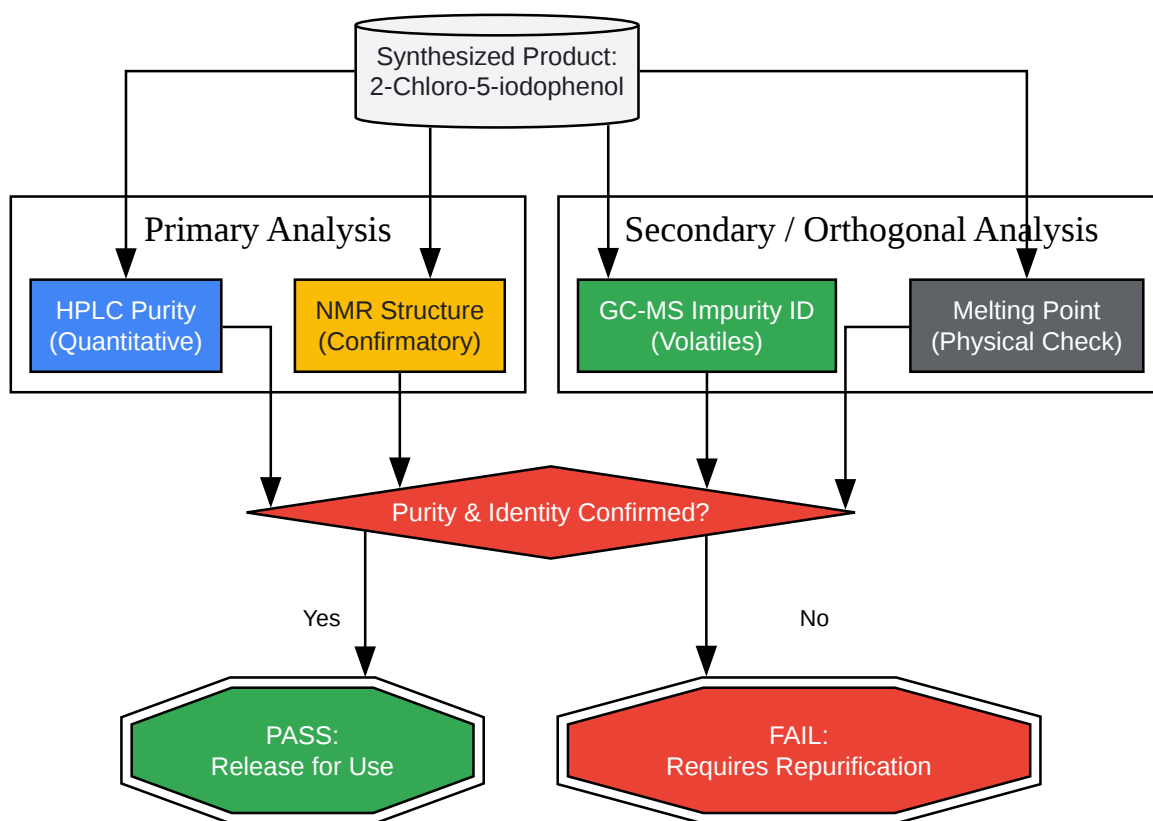 Synthesized Product:
2-Chloro-5-iodophenol
Primary Analysis
Secondary / Orthogonal Analysis
HPLC Purity
(Quantitative)
NMR Structure
(Confirmatory)
GC-MS Impurity ID
(Volatiles)
Melting Point
(Physical Check)
Purity & Identity Confirmed?
Yes
No
PASS:
Release for Use
FAIL:
Requires Repurification